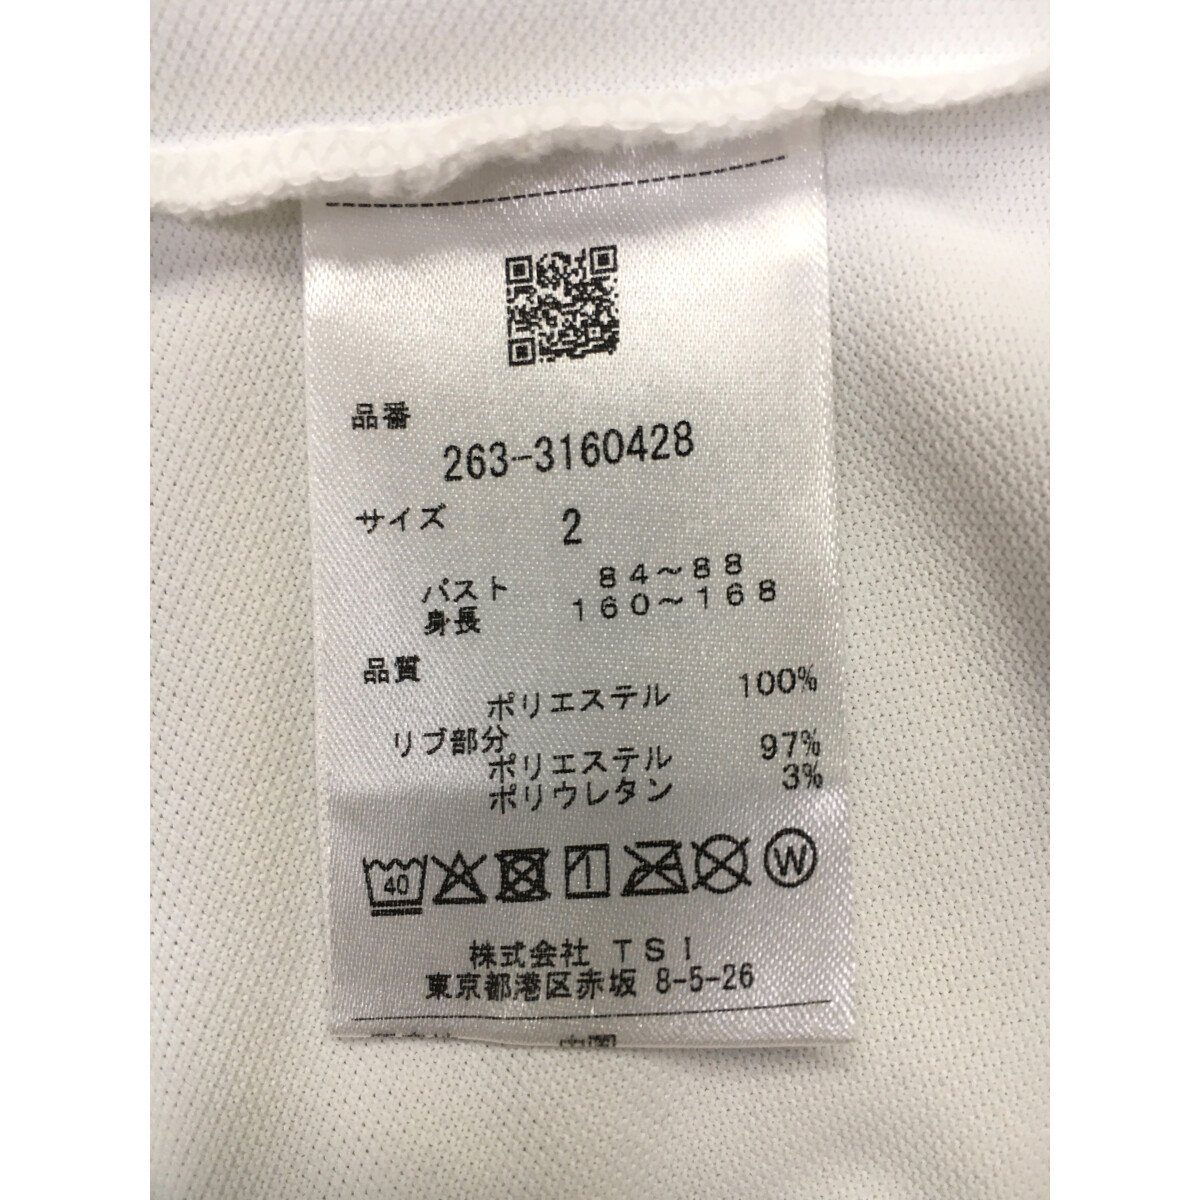 品番
263-3160428
サイズ 2
バスト 84～88
身長 160～168
品質
ポリエステル 100%
リブ部分
ポリエステル 97%
ポリウレタン 3%
40 W
株式会社 TSI
東京都港区赤坂 8-5-26